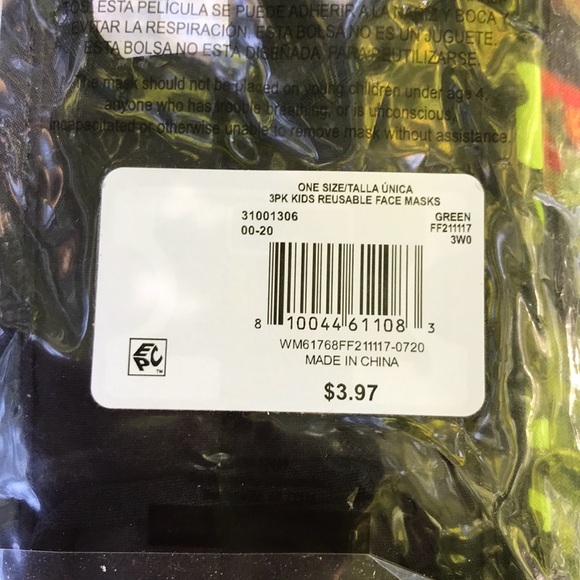 TOS. ESTA PELÍCULA SE PUEDE ADHERIR A LA NARIZ Y BOCA Y
EVITAR LA RESPIRACIÓN. ESTA BOLSA NO ES UN JUGUETE.
ESTA BOLSA NO ESTÁ DISEÑADA PARA REUTILIZARSE.
The mask should not be placed on young children under age 4,
anyone who has trouble breathing, or is unconscious,
incapacitated or otherwise unable to remove mask without assistance.
ONE SIZE/TALLA ÚNICA
3PK KIDS REUSABLE FACE MASKS
31001306 GREEN
00-20 FF211117
3W0
8 10044 61108 3
WM61768FF211117-0720
MADE IN CHINA
EPC™
$3.97